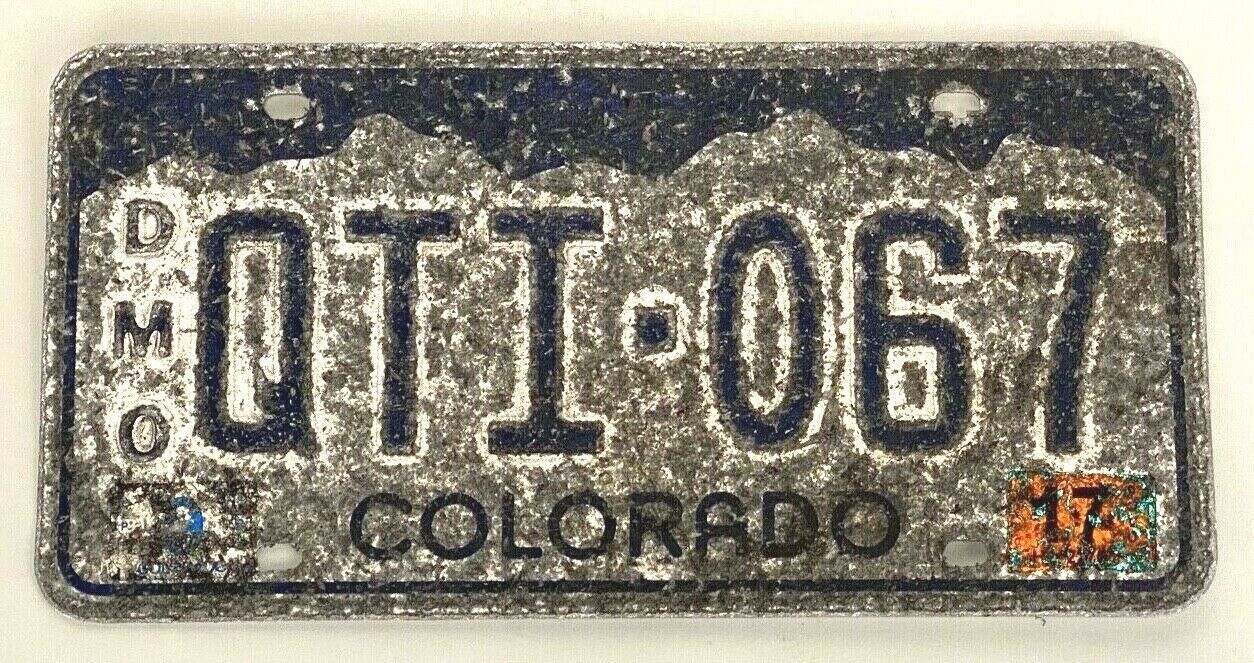 DMO
QTI·067
COLORADO
17